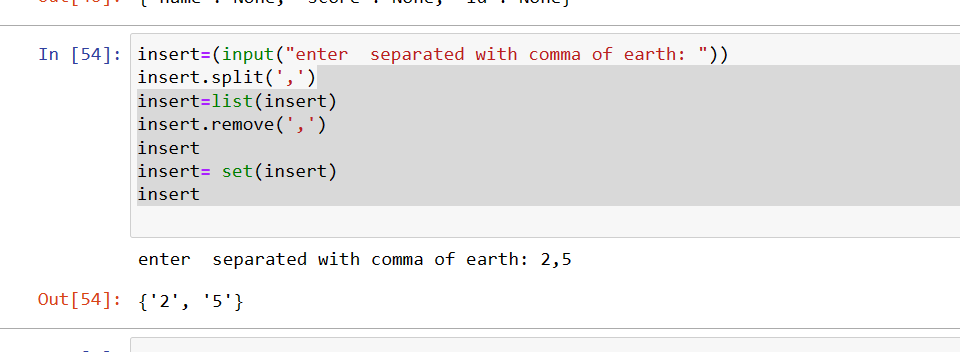 Out[48]: {'name': None, 'score': None, 'id': None}
In [54]: insert=(input("enter  separated with comma of earth: "))
insert.split(',')
insert=list(insert)
insert.remove(',')
insert
insert= set(insert)
insert
enter  separated with comma of earth: 2,5
Out[54]: {'2', '5'}